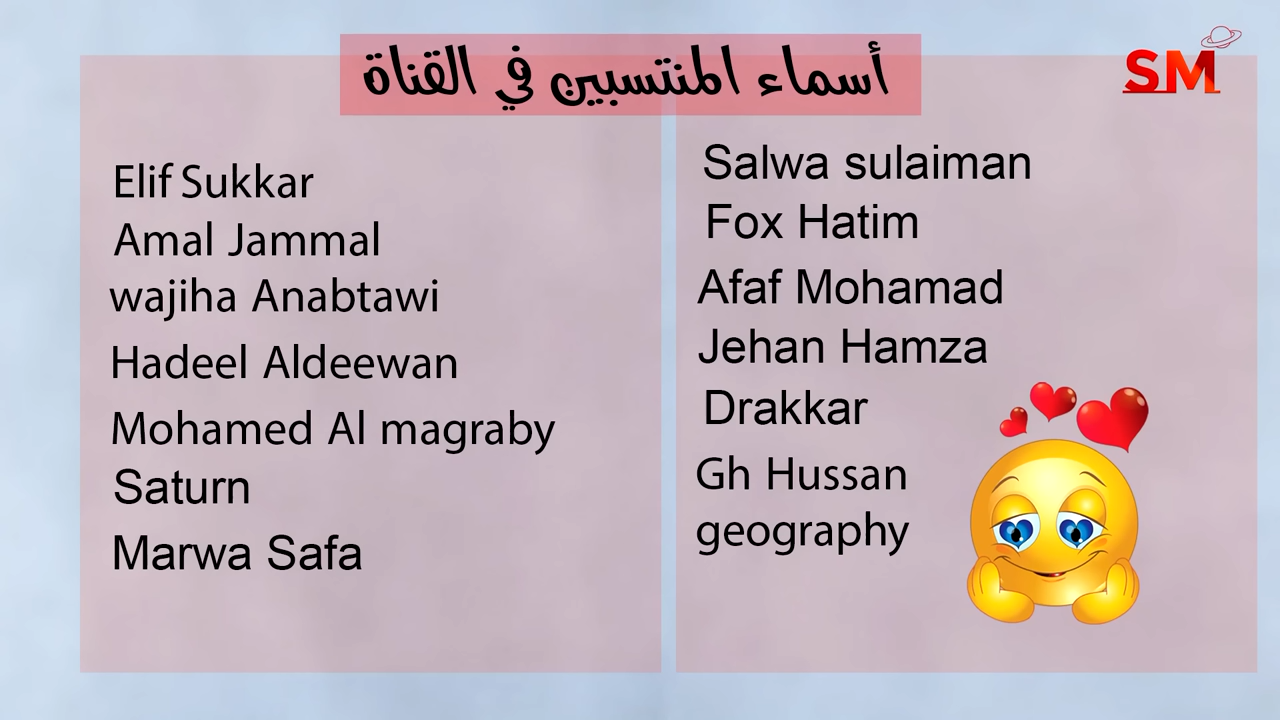 أسماء المنتسبين في القناة
SM
Elif Sukkar
Amal Jammal
wajiha Anabtawi
Hadeel Aldeewan
Mohamed Al magraby
Saturn
Marwa Safa
Salwa sulaiman
Fox Hatim
Afaf Mohamad
Jehan Hamza
Drakkar
Gh Hussan
geography